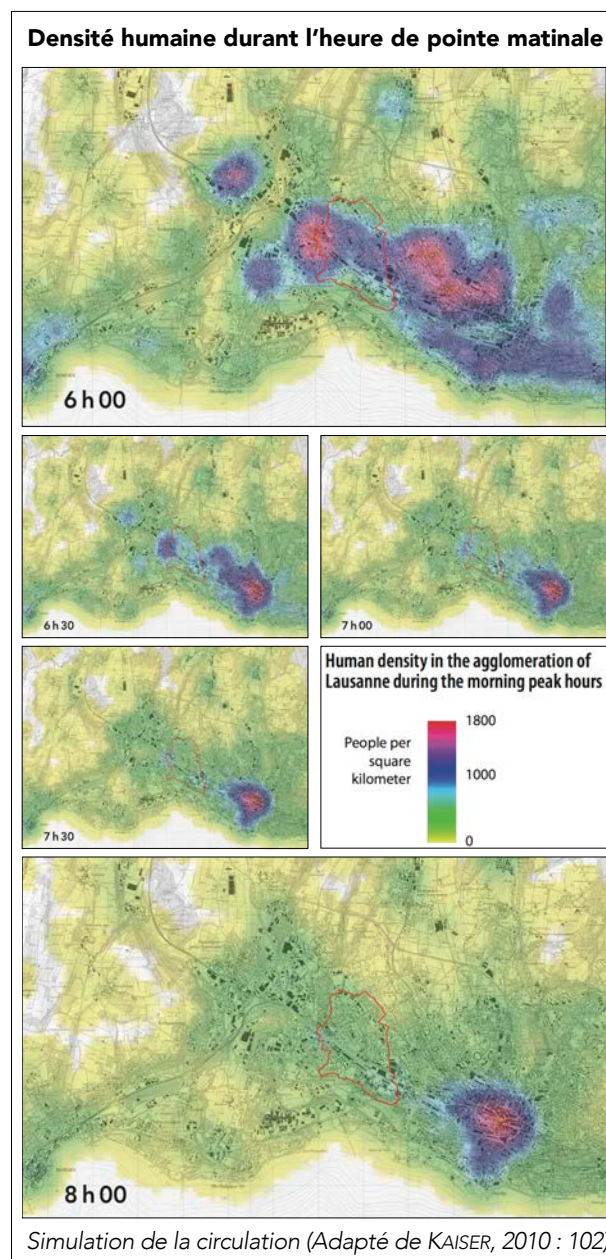 Densité humaine durant l'heure de pointe matinale
6 h 00
6 h 30
7 h 00
7 h 30
Human density in the agglomeration of
Lausanne during the morning peak hours
People per
square
kilometer
1800
1000
0
8 h 00
Simulation de la circulation (Adapté de KAISER, 2010 : 102)